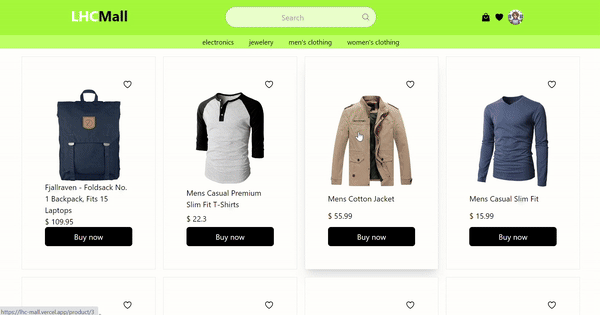 LHCMall
Search
electronics jewelery men's clothing women's clothing
Fjallraven - Foldsack No.
1 Backpack, Fits 15
Laptops
$ 109.95
Buy now
Mens Casual Premium
Slim Fit T-Shirts
$ 22.3
Buy now
Mens Cotton Jacket
$ 55.99
Buy now
Mens Casual Slim Fit
$ 15.99
Buy now
https://lhc-mall.vercel.app/product/3